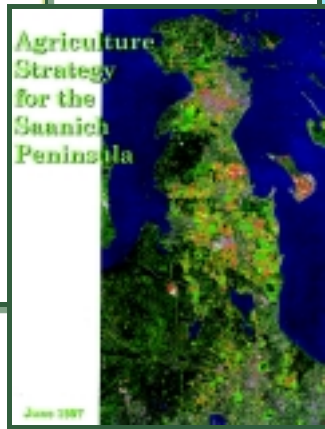 Agriculture
Strategy
for the
Saanich
Peninsula
June 1997